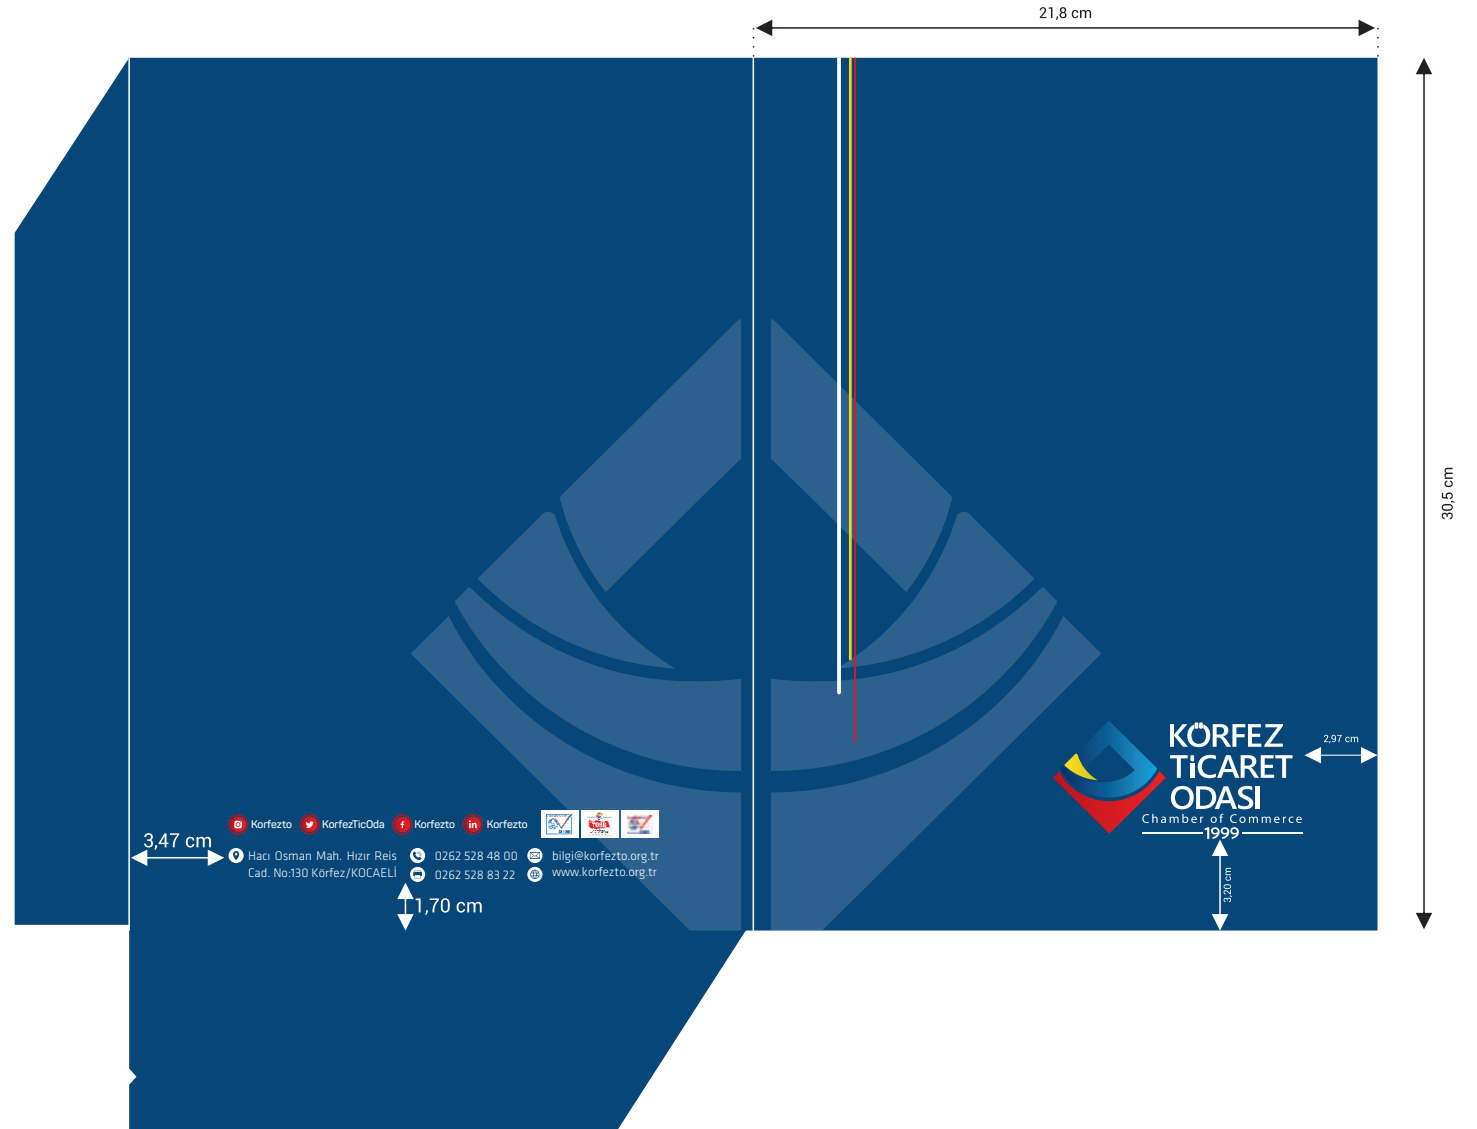 21,8 cm
30,5 cm
KÖRFEZ
TiCARET
ODASI
Chamber of Commerce
1999
2,97 cm
3,20 cm
Korfezto KorfezTicOda Korfezto Korfezto
3,47 cm
Hacı Osman Mah. Hızır Reis
Cad. No:130 Körfez/KOCAELİ
0262 528 48 00
0262 528 83 22
bilgi@korfezto.org.tr
www.korfezto.org.tr
1,70 cm